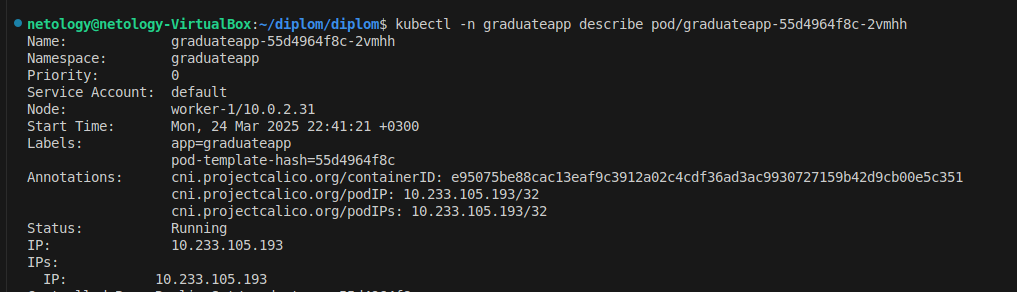 netology@netology-VirtualBox:~/diplom/diplom$ kubectl -n graduateapp describe pod/graduateapp-55d4964f8c-2vmhh
Name:             graduateapp-55d4964f8c-2vmhh
Namespace:        graduateapp
Priority:         0
Service Account:  default
Node:             worker-1/10.0.2.31
Start Time:       Mon, 24 Mar 2025 22:41:21 +0300
Labels:           app=graduateapp
                  pod-template-hash=55d4964f8c
Annotations:      cni.projectcalico.org/containerID: e95075be88cac13eaf9c3912a02c4cdf36ad3ac9930727159b42d9cb00e5c351
                  cni.projectcalico.org/podIP: 10.233.105.193/32
                  cni.projectcalico.org/podIPs: 10.233.105.193/32
Status:           Running
IP:               10.233.105.193
IPs:
  IP:           10.233.105.193